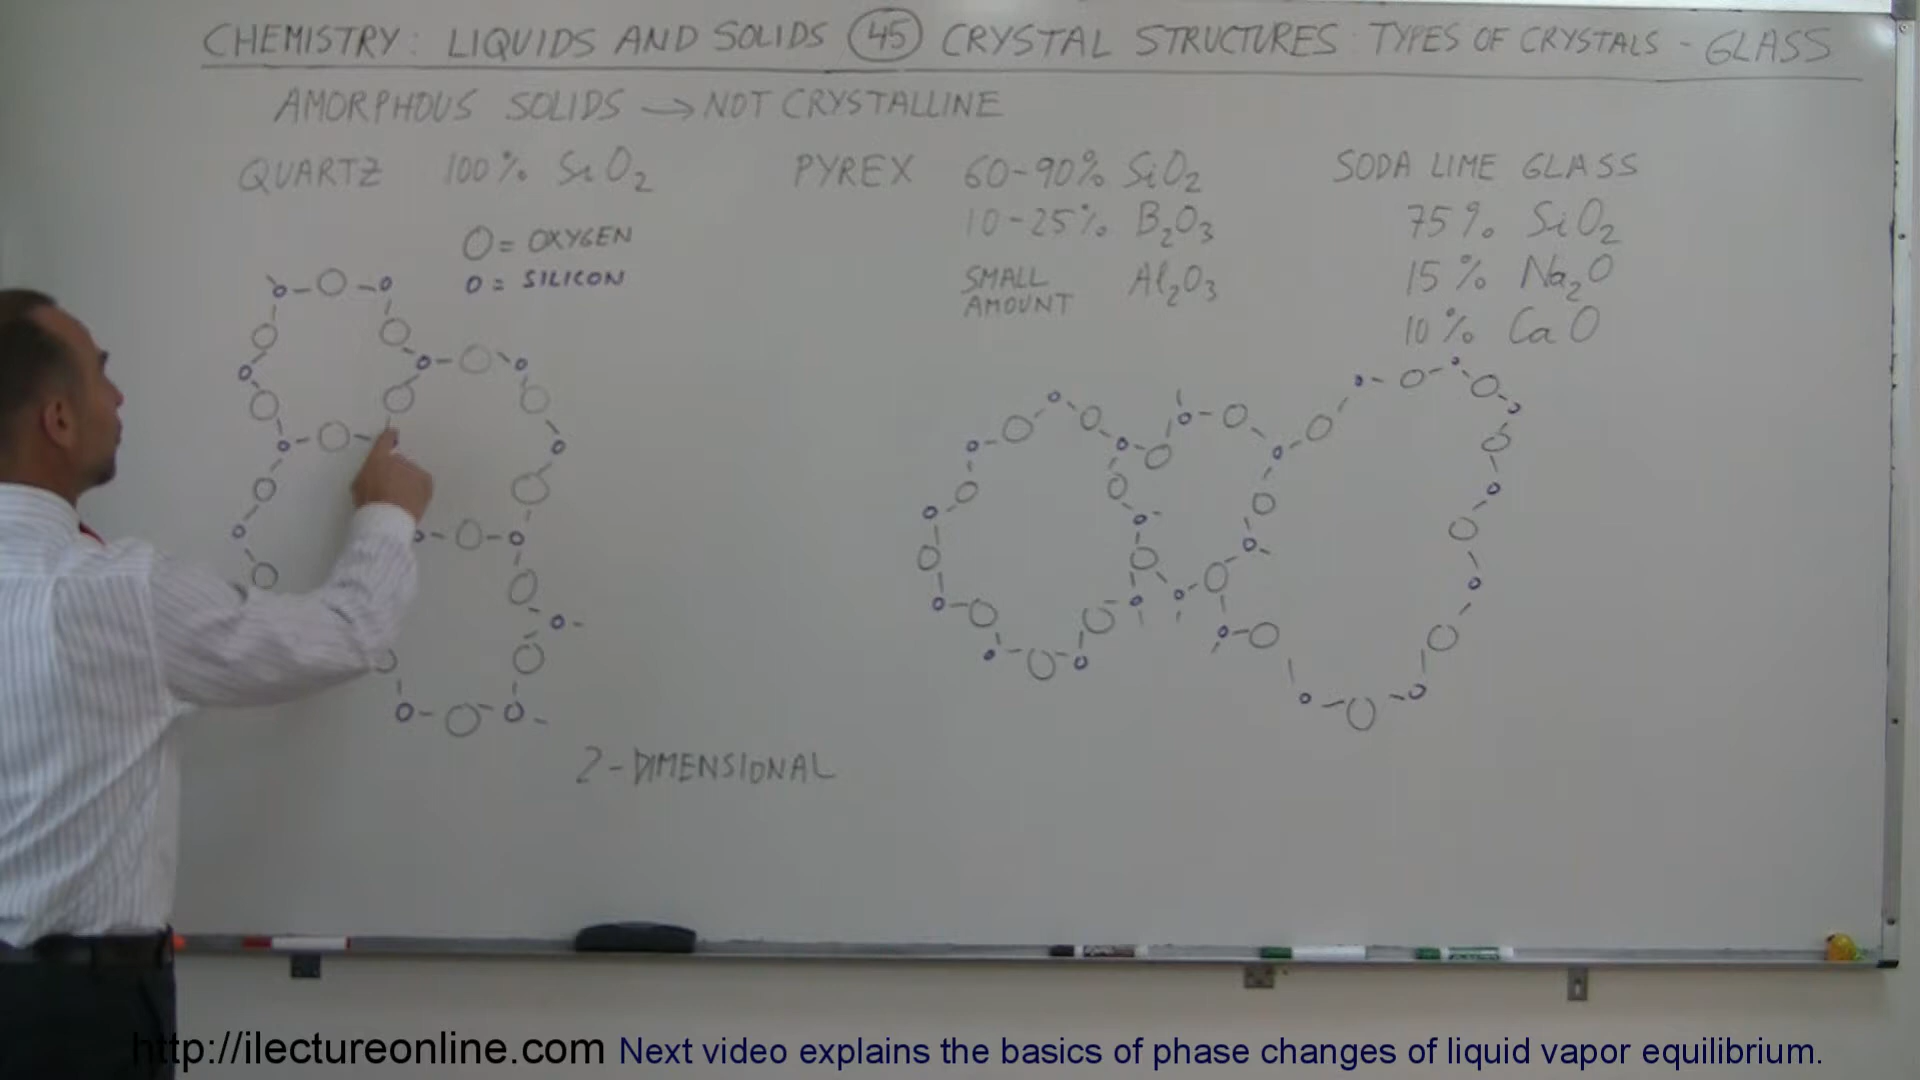 CHEMISTRY: LIQUIDS AND SOLIDS 45 CRYSTAL STRUCTURES: TYPES OF CRYSTALS - GLASS
AMORPHOUS SOLIDS → NOT CRYSTALLINE
QUARTZ 100% SiO2
O = OXYGEN
o = SILICON
PYREX 60-90% SiO2
10-25% B2O3
SMALL AMOUNT Al2O3
SODA LIME GLASS
75% SiO2
15% Na2O
10% CaO
2-DIMENSIONAL
http://ilectureonline.com Next video explains the basics of phase changes of liquid vapor equilibrium.